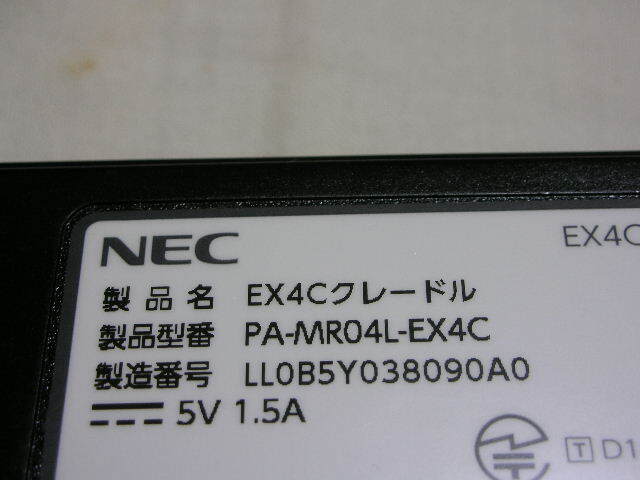 NEC
EX4C
製品名 EX4Cクレードル
製品型番 PA-MR04L-EX4C
製造番号 LL0B5Y038090A0
5V 1.5A
T D1